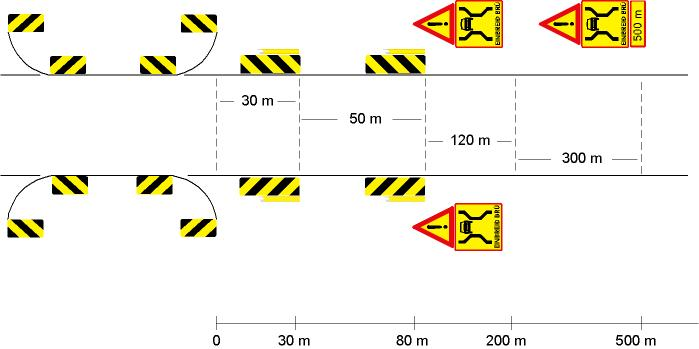 EINBREIÐ BRÚ
EINBREIÐ BRÚ
500 m
30 m
50 m
120 m
300 m
EINBREIÐ BRÚ
0
30 m
80 m
200 m
500 m